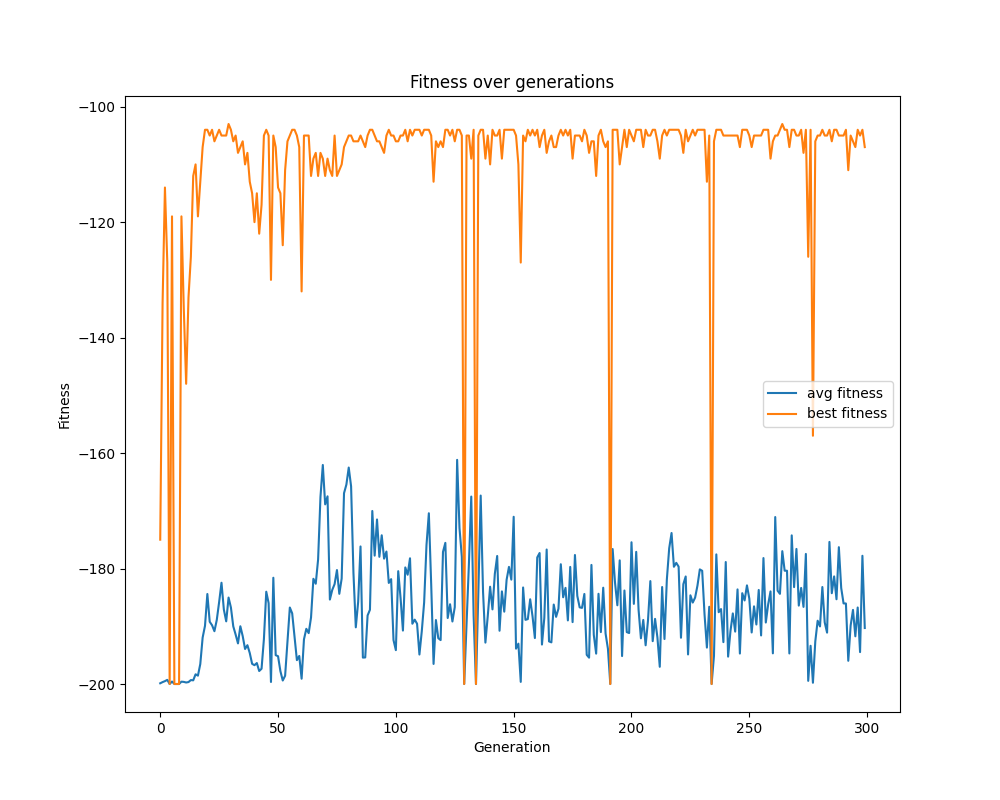 Fitness over generations
−100
−120
−140
−160
−180
−200
Fitness
avg fitness
best fitness
0 50 100 150 200 250 300
Generation